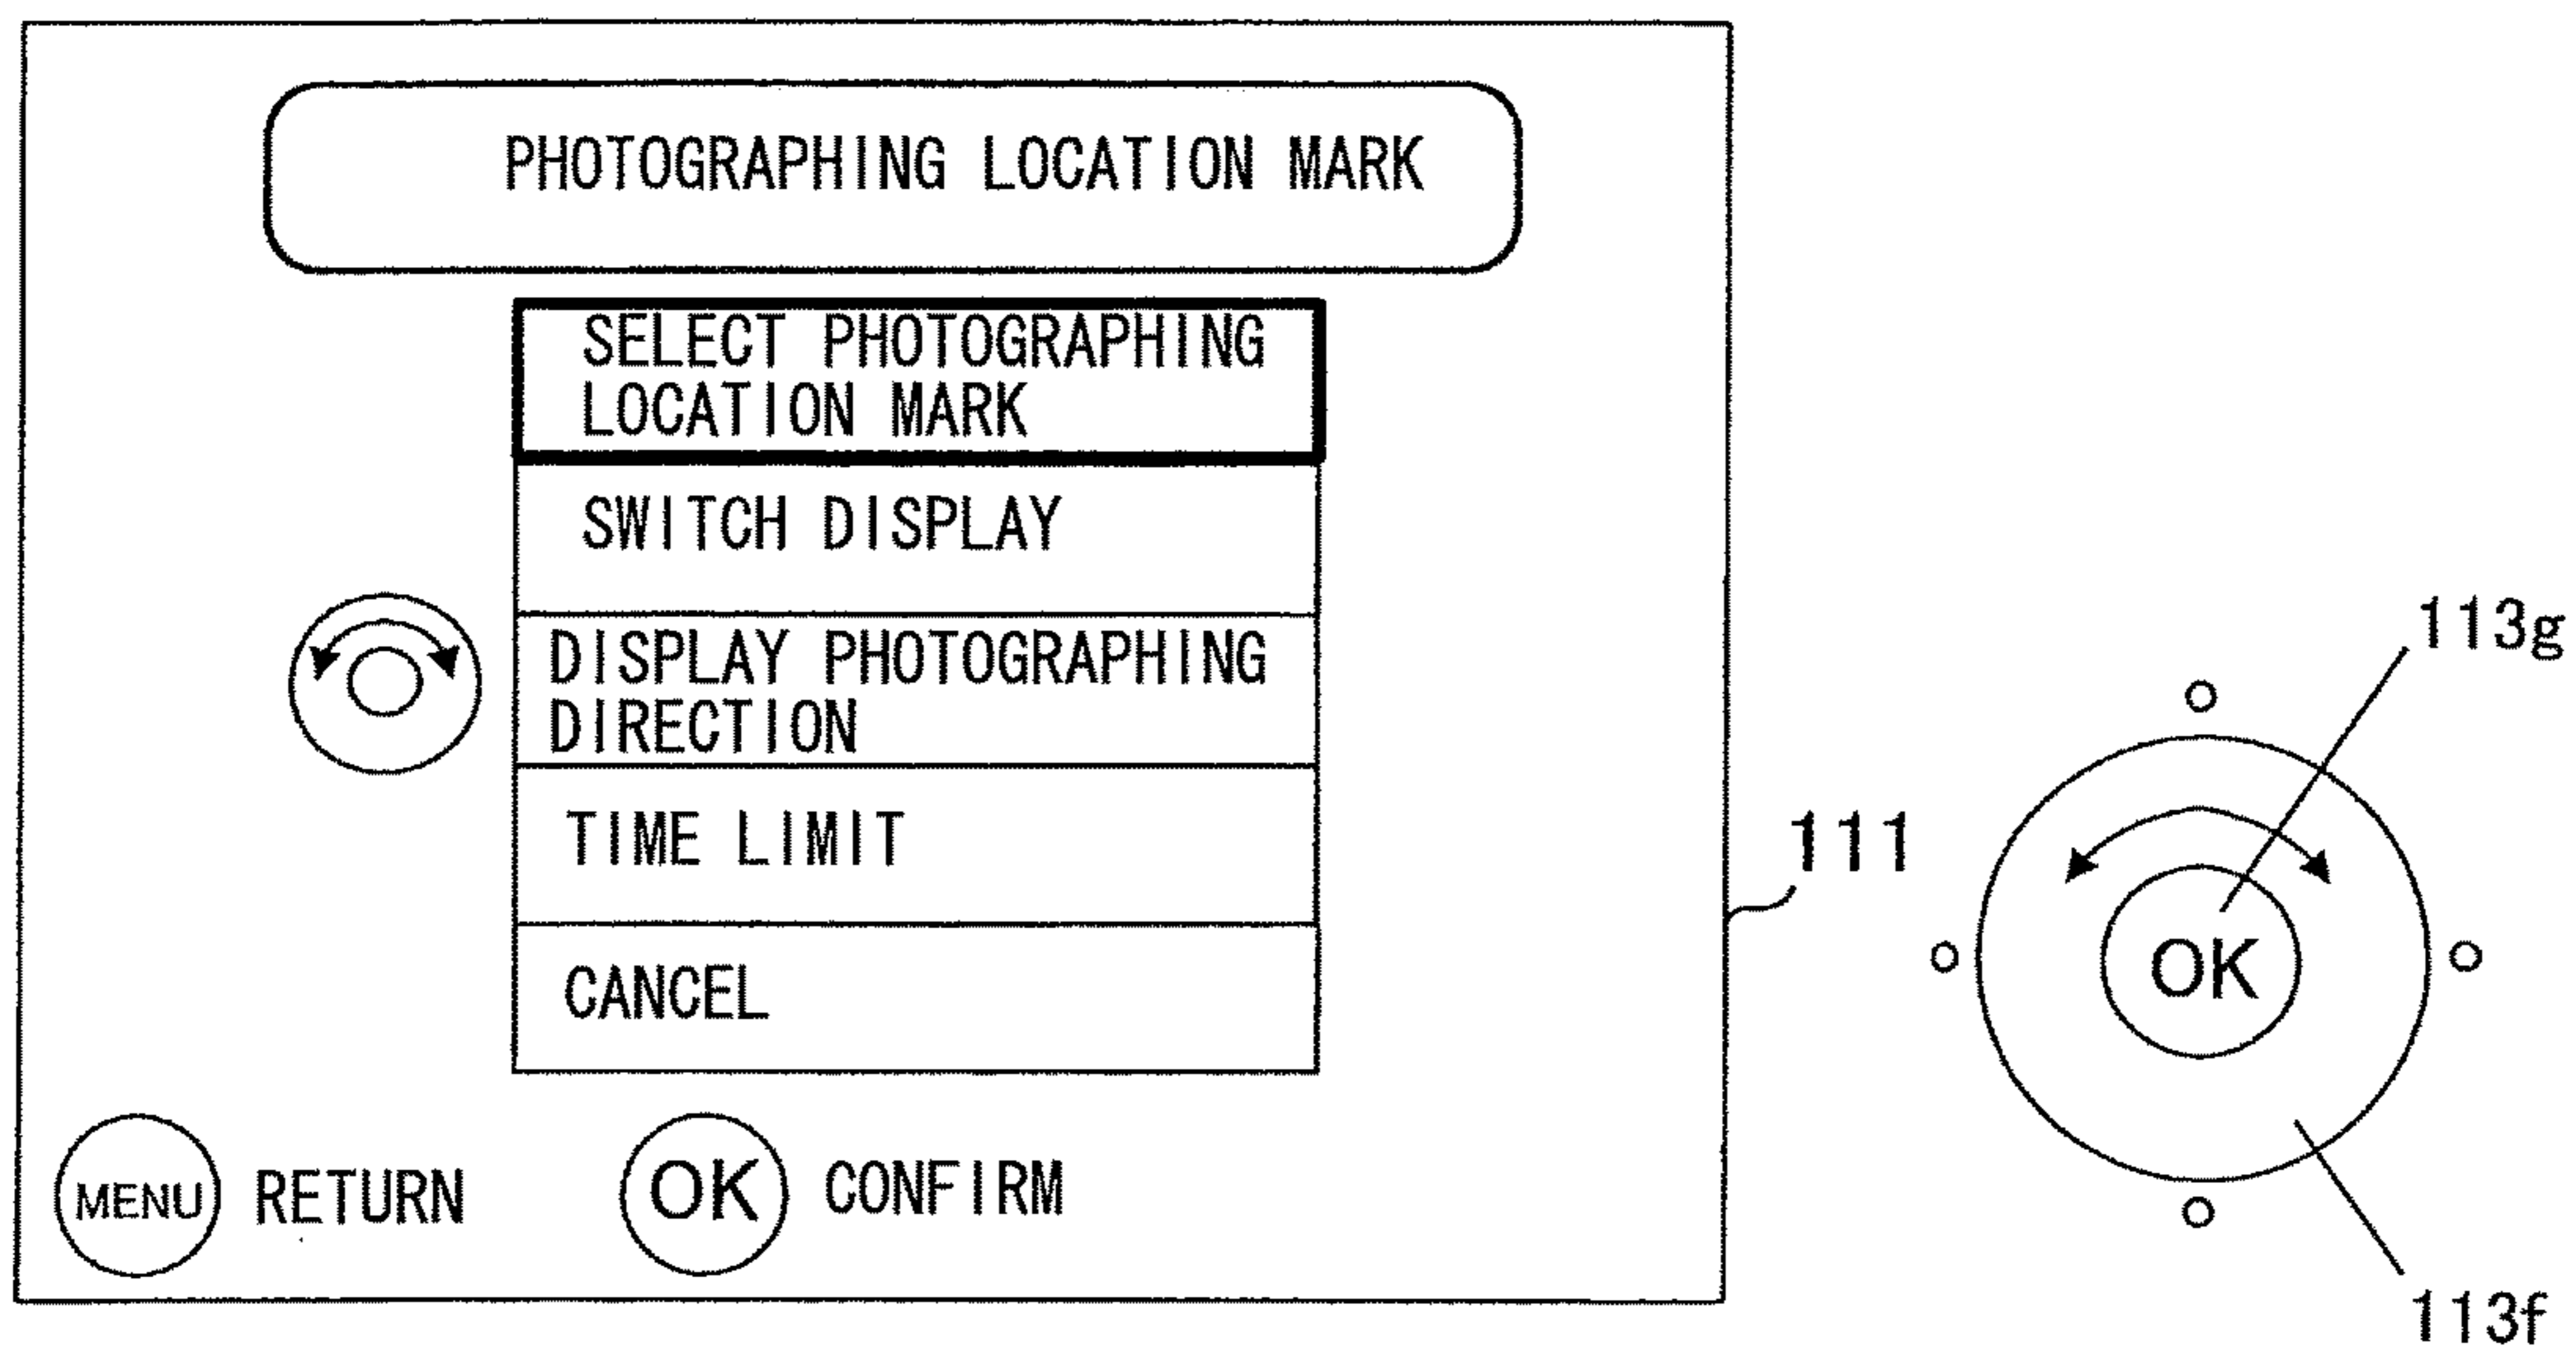 PHOTOGRAPHING LOCATION MARK
SELECT PHOTOGRAPHING
LOCATION MARK
SWITCH DISPLAY
DISPLAY PHOTOGRAPHING
DIRECTION
TIME LIMIT
CANCEL
MENU RETURN OK CONFIRM
111
113g
OK
113f